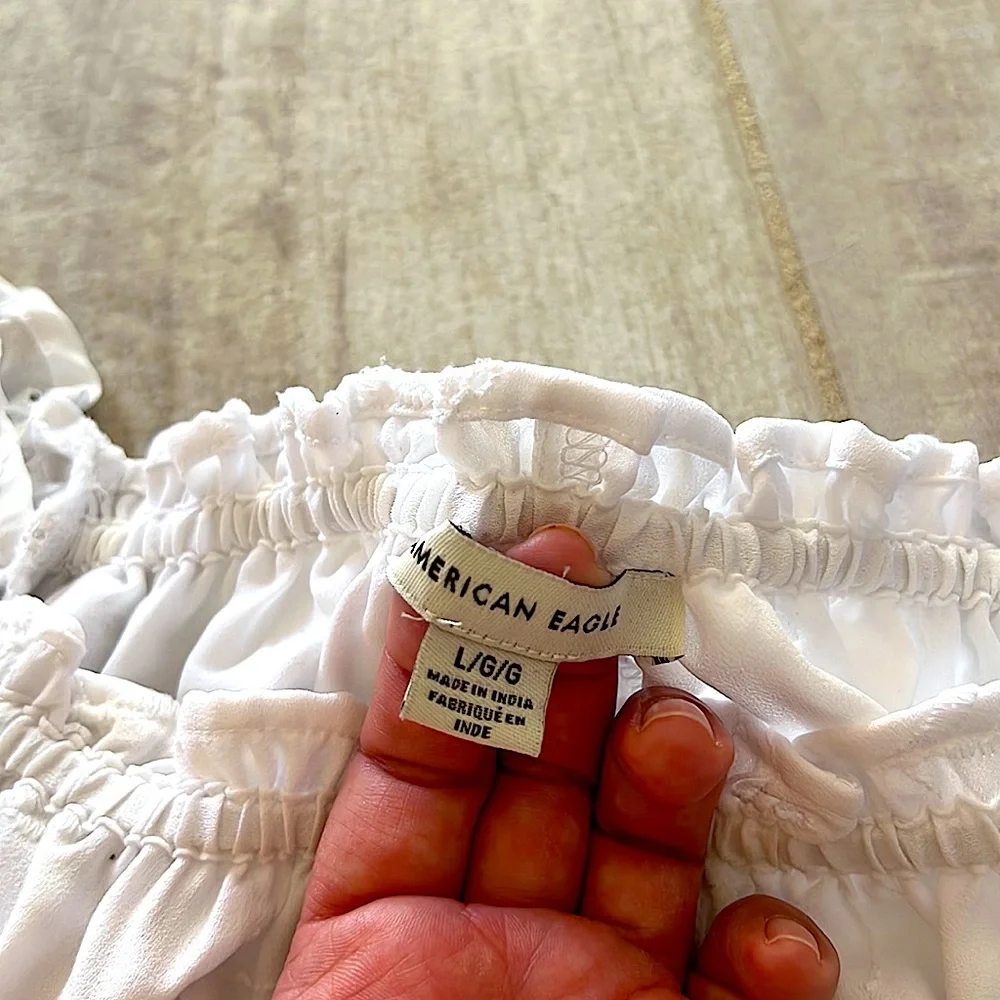 AMERICAN EAGLE
L/G/G
MADE IN INDIA
FABRIQUÉ EN
INDE